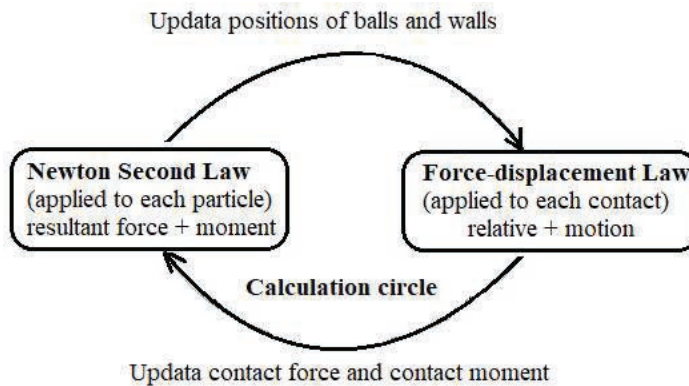 Updata positions of balls and walls
Newton Second Law
(applied to each particle)
resultant force + moment
Force-displacement Law
(applied to each contact)
relative + motion
Calculation circle
Updata contact force and contact moment